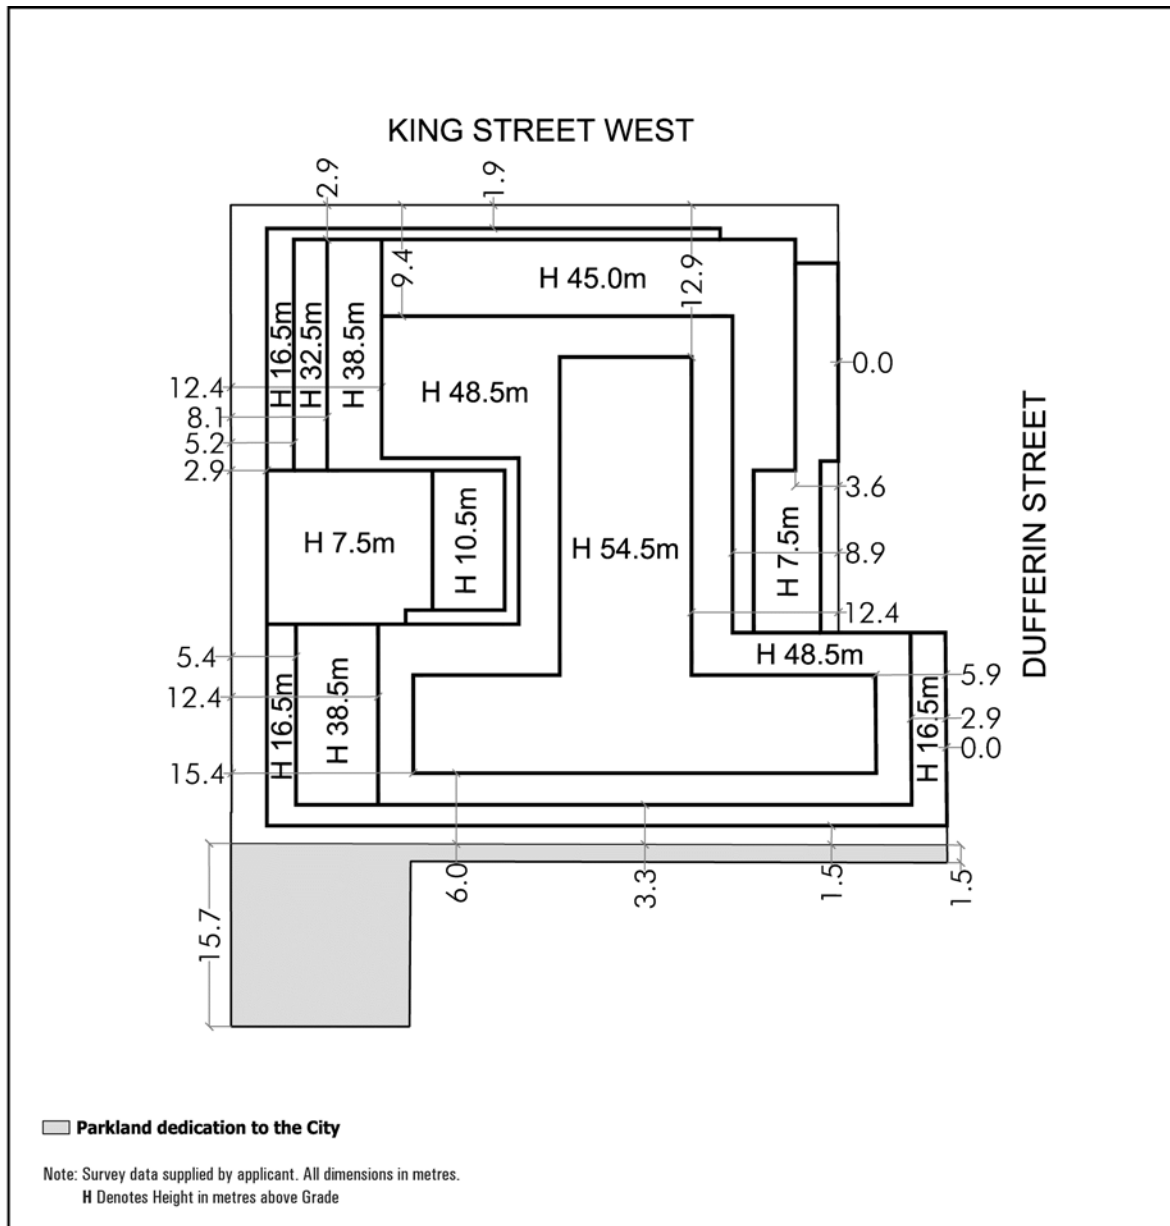 KING STREET WEST
2.9
1.9
9.4
12.9
H 45.0m
H 16.5m
H 32.5m
H 38.5m
H 48.5m
0.0
12.4
8.1
5.2
2.9
3.6
H 7.5m
H 10.5m
H 54.5m
H 7.5m
8.9
12.4
DUFFERIN STREET
H 48.5m
5.4
12.4
15.4
H 16.5m
H 38.5m
H 16.5m
5.9
2.9
0.0
6.0
3.3
1.5
1.5
15.7
Parkland dedication to the City
Note: Survey data supplied by applicant. All dimensions in metres.
H Denotes Height in metres above Grade